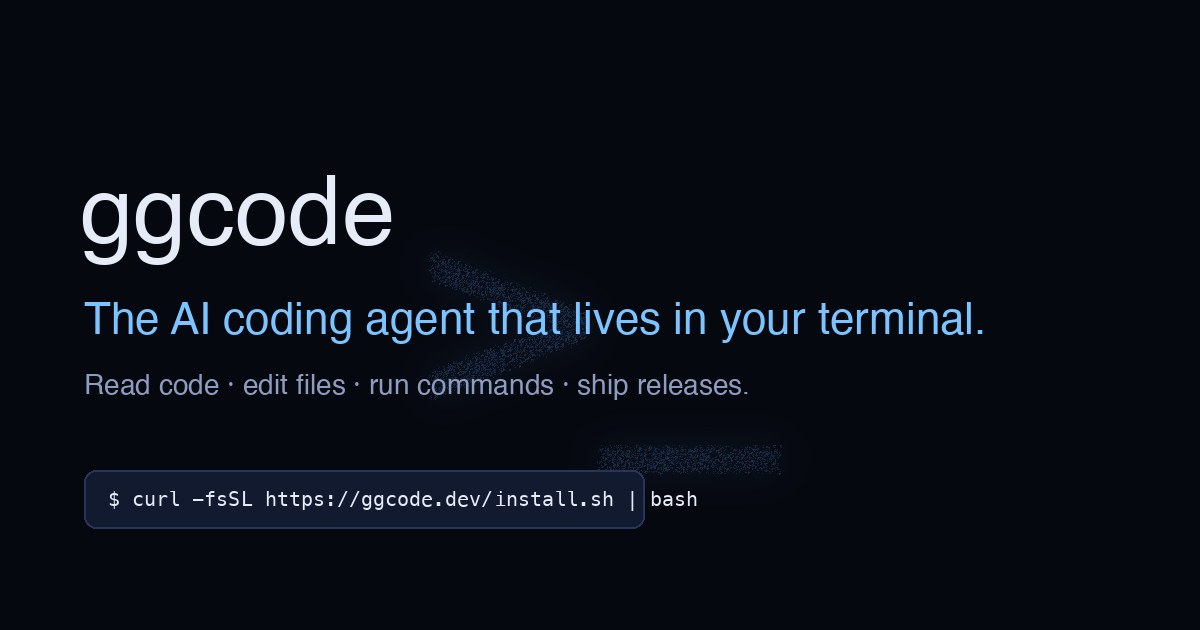 ggcode
The AI coding agent that lives in your terminal.
Read code · edit files · run commands · ship releases.
$ curl –fsSL https://ggcode.dev/install.sh | bash